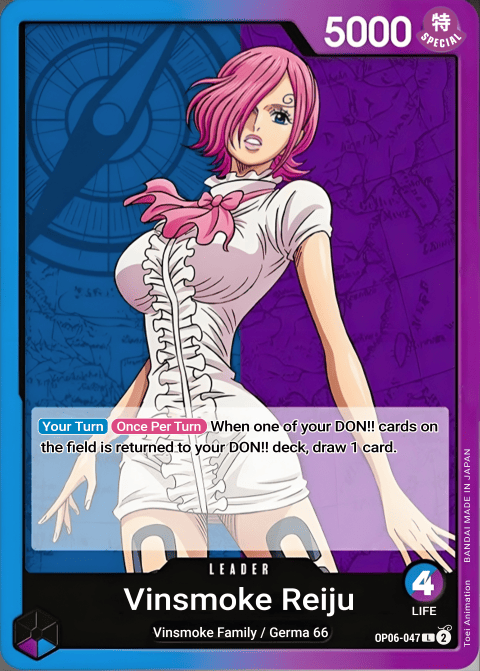 5000
特
SPECIAL
Your Turn Once Per Turn When one of your DON!! cards on
the field is returned to your DON!! deck, draw 1 card.
LEADER
Vinsmoke Reiju
Vinsmoke Family / Germa 66
4
LIFE
OP06-047 L 2
Toei Animation BANDAI MADE IN JAPAN